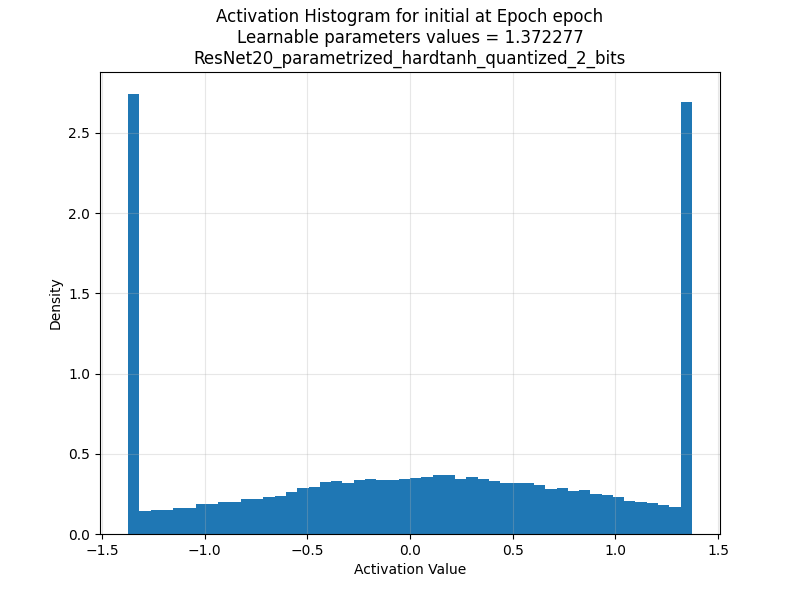 Activation Histogram for initial at Epoch epoch
Learnable parameters values = 1.372277
ResNet20_parametrized_hardtanh_quantized_2_bits
2.5
2.0
1.5
1.0
0.5
0.0
Density
−1.5 −1.0 −0.5 0.0 0.5 1.0 1.5
Activation Value